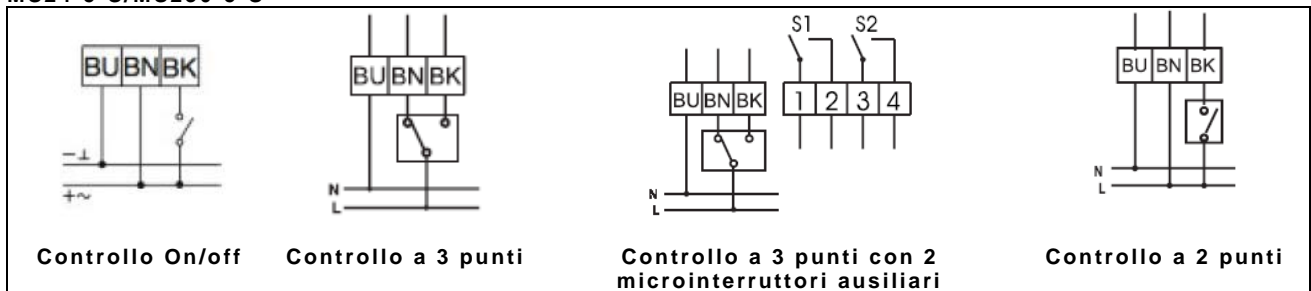 BU BN BK
−⊥
+~
Controllo On/off
BU BN BK
N
L
Controllo a 3 punti
S1 S2
BU BN BK 1 2 3 4
N
L
Controllo a 3 punti con 2
microinterruttori ausiliari
BU BN BK
N
L
Controllo a 2 punti